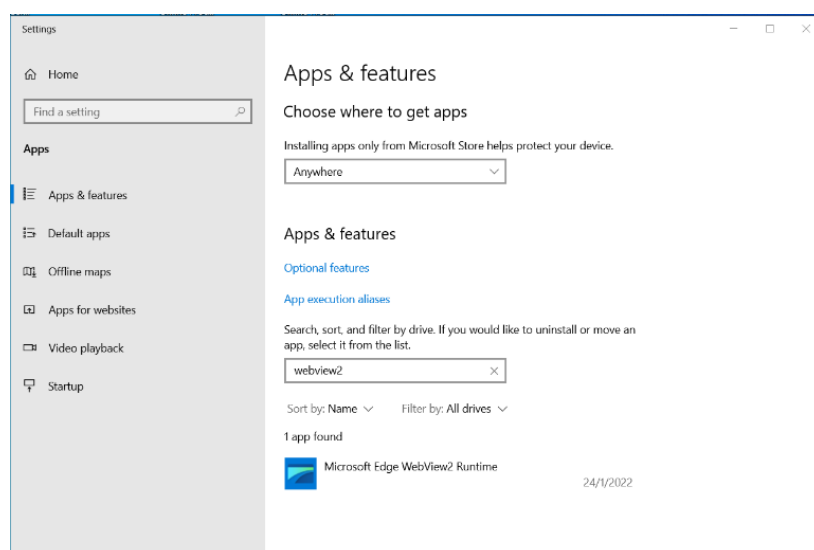 Settings
Home
Find a setting
Apps
Apps & features
Default apps
Offline maps
Apps for websites
Video playback
Startup
Apps & features
Choose where to get apps
Installing apps only from Microsoft Store helps protect your device.
Anywhere
Apps & features
Optional features
App execution aliases
Search, sort, and filter by drive. If you would like to uninstall or move an
app, select it from the list.
webview2
Sort by: Name Filter by: All drives
1 app found
Microsoft Edge WebView2 Runtime
24/1/2022